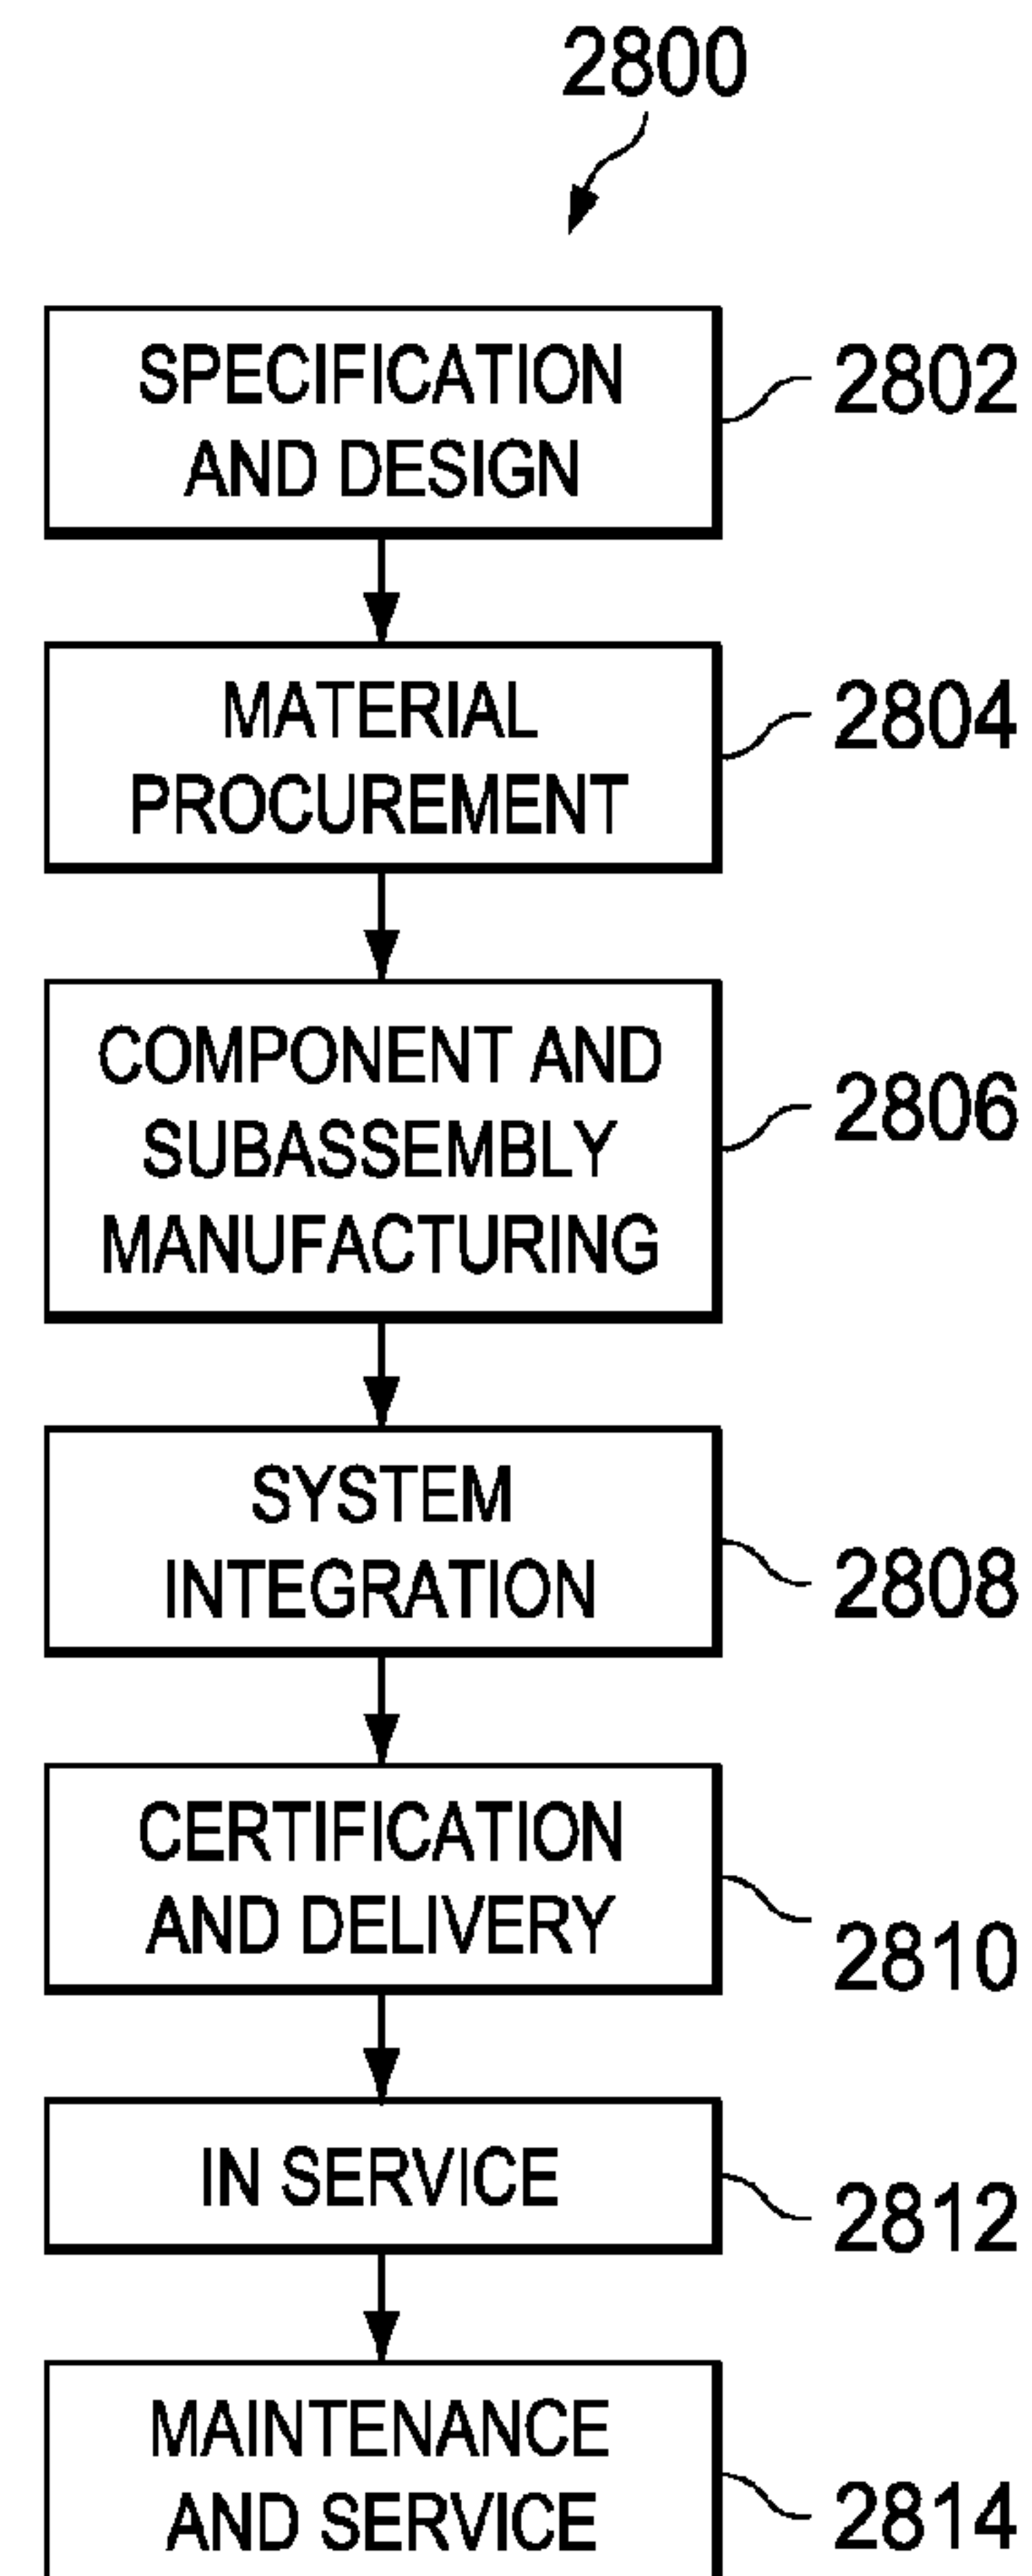 2800
SPECIFICATION
AND DESIGN
2802
MATERIAL
PROCUREMENT
2804
COMPONENT AND
SUBASSEMBLY
MANUFACTURING
2806
SYSTEM
INTEGRATION
2808
CERTIFICATION
AND DELIVERY
2810
IN SERVICE
2812
MAINTENANCE
AND SERVICE
2814